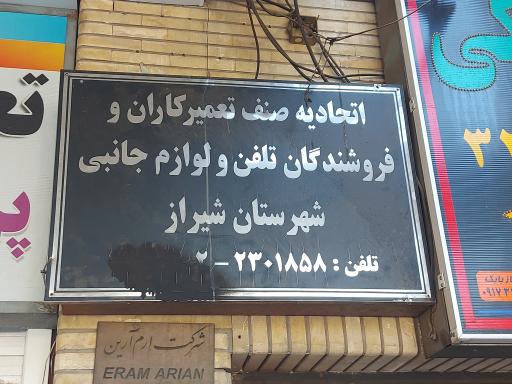 اتحادیه صنف تعمیرکاران و
فروشندگان تلفن و لوازم جانبی
شهرستان شیراز
تلفن : ۲۳۰۱۸۵۸ – ۲
شرکت ارم آرین
ERAM ARIAN